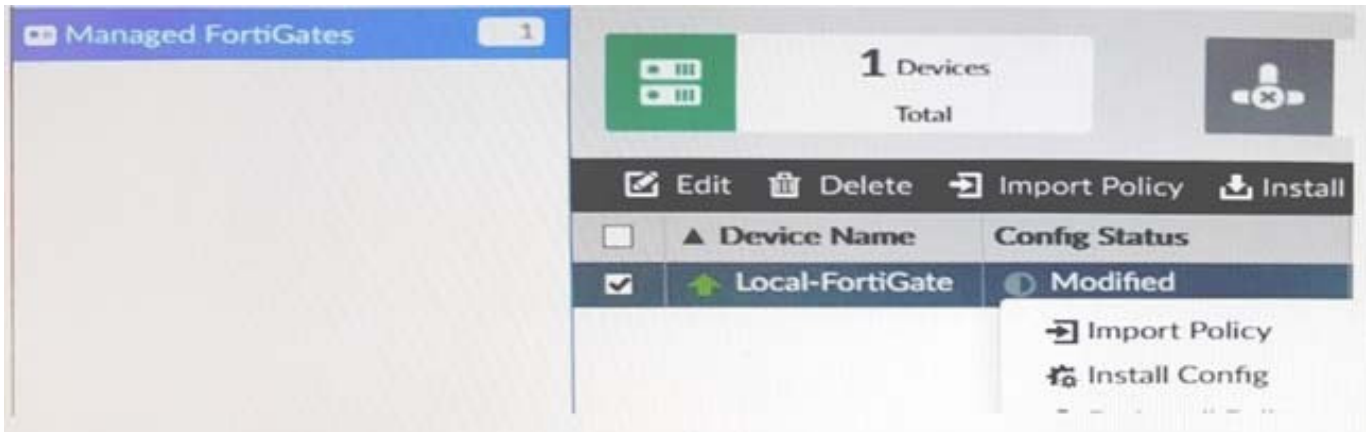 Managed FortiGates 1
1 Devices
Total
Edit Delete Import Policy Install
Device Name Config Status
Local-FortiGate Modified
Import Policy
Install Config